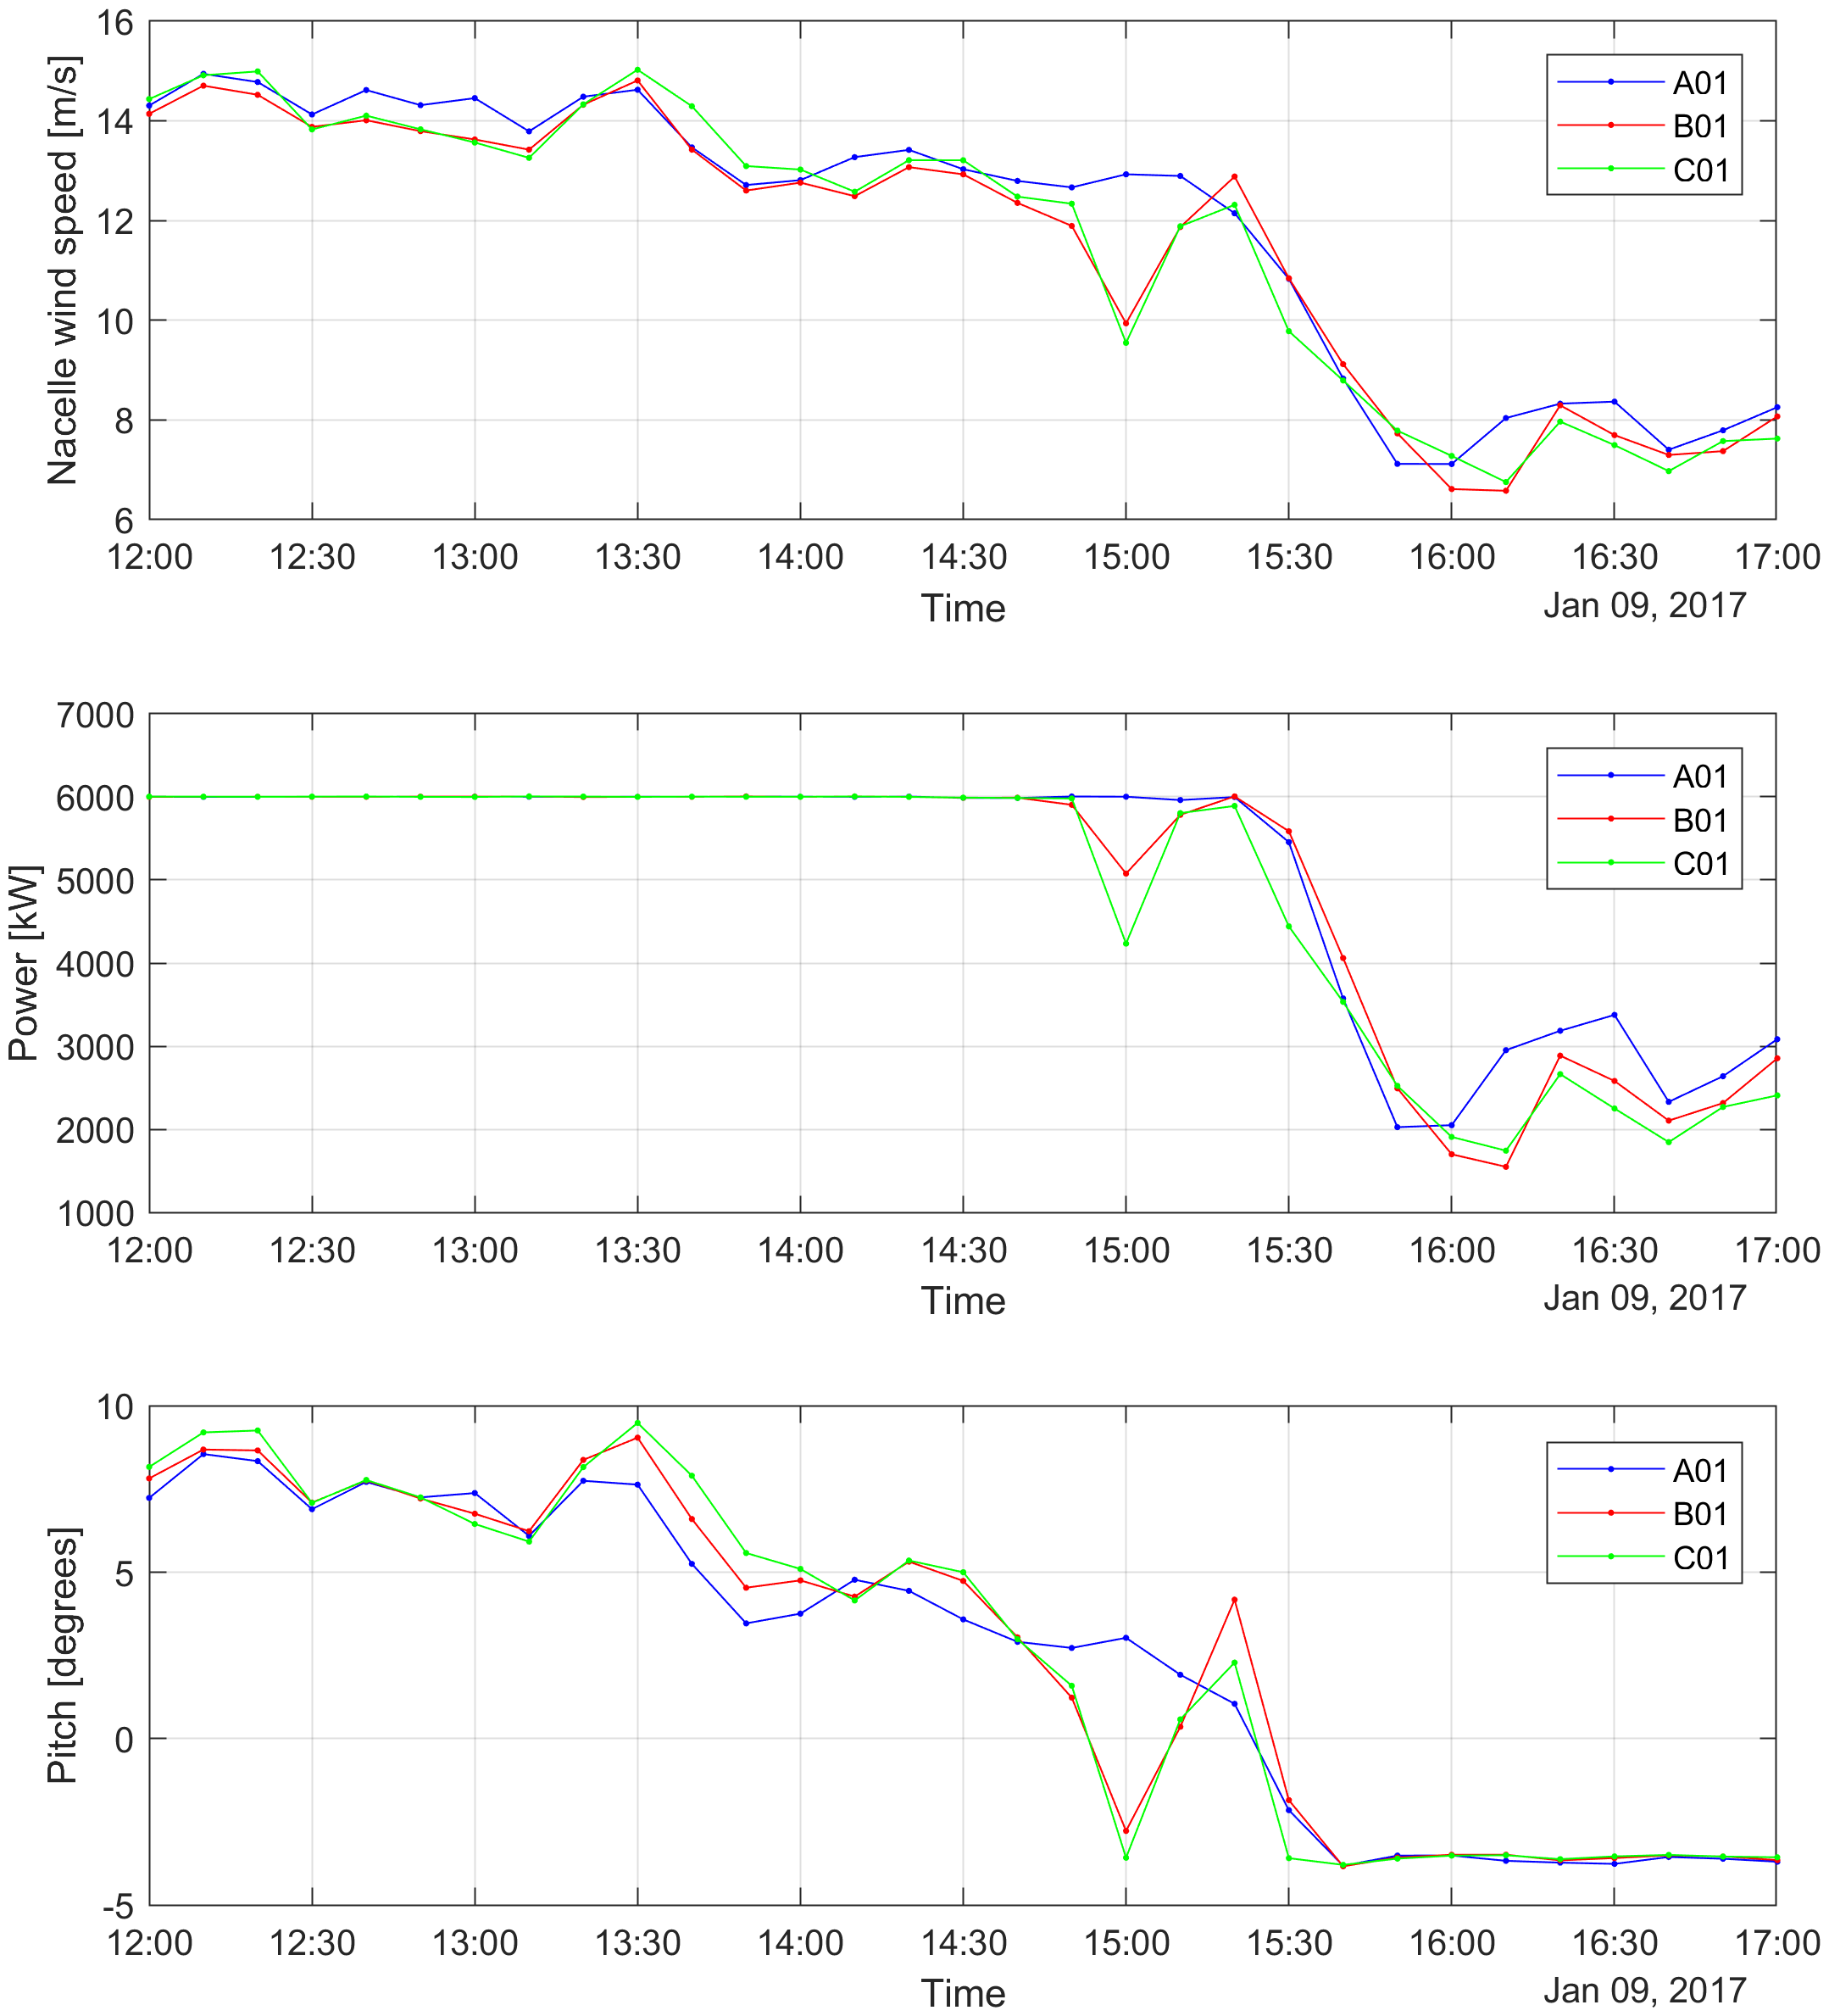 Nacelle wind speed [m/s]
16
14
12
10
8
6
A01
B01
C01
12:00 12:30 13:00 13:30 14:00 14:30 15:00 15:30 16:00 16:30 17:00
Time
Jan 09, 2017
Power [kW]
7000
6000
5000
4000
3000
2000
1000
A01
B01
C01
12:00 12:30 13:00 13:30 14:00 14:30 15:00 15:30 16:00 16:30 17:00
Time
Jan 09, 2017
Pitch [degrees]
10
5
0
-5
A01
B01
C01
12:00 12:30 13:00 13:30 14:00 14:30 15:00 15:30 16:00 16:30 17:00
Time
Jan 09, 2017